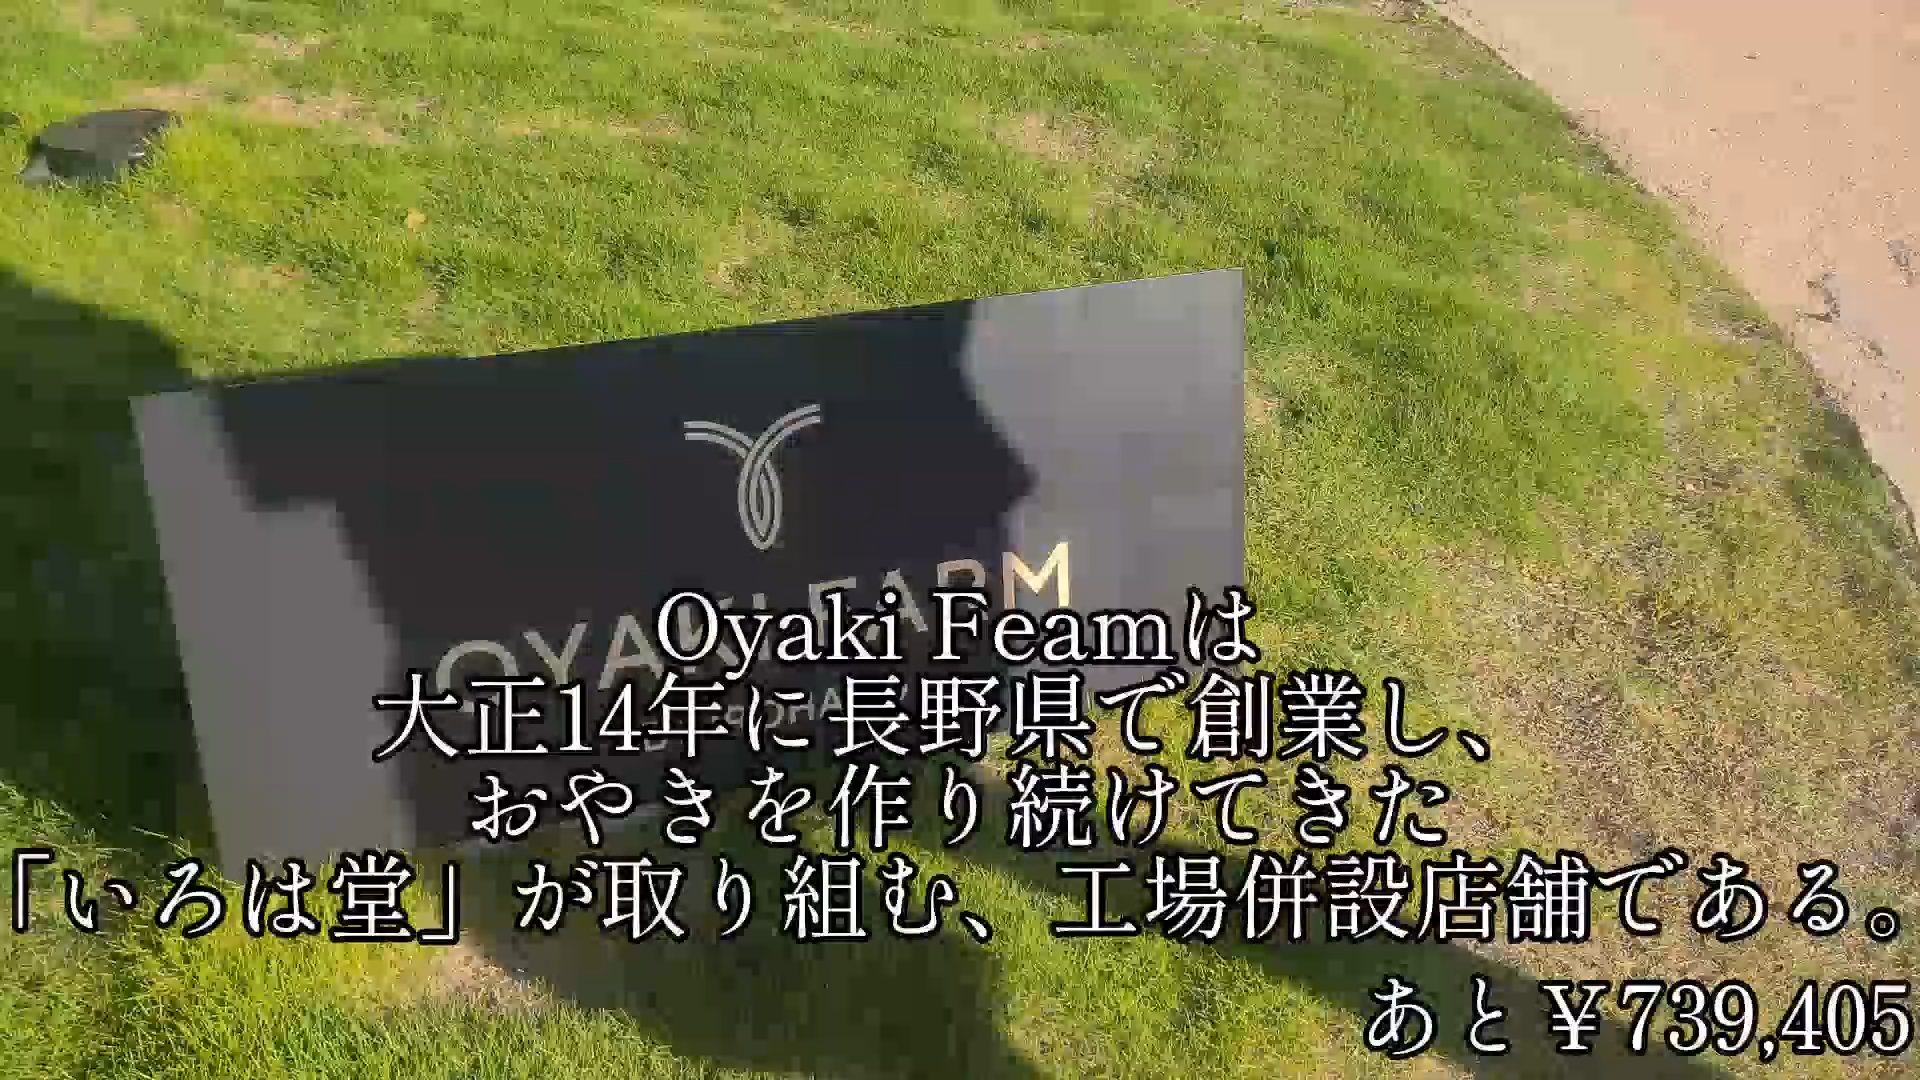 OYAKI FARM
Oyaki Feamは
大正14年に長野県で創業し、
おやきを作り続けてきた
「いろは堂」が取り組む、工場併設店舗である。
あと￥739,405